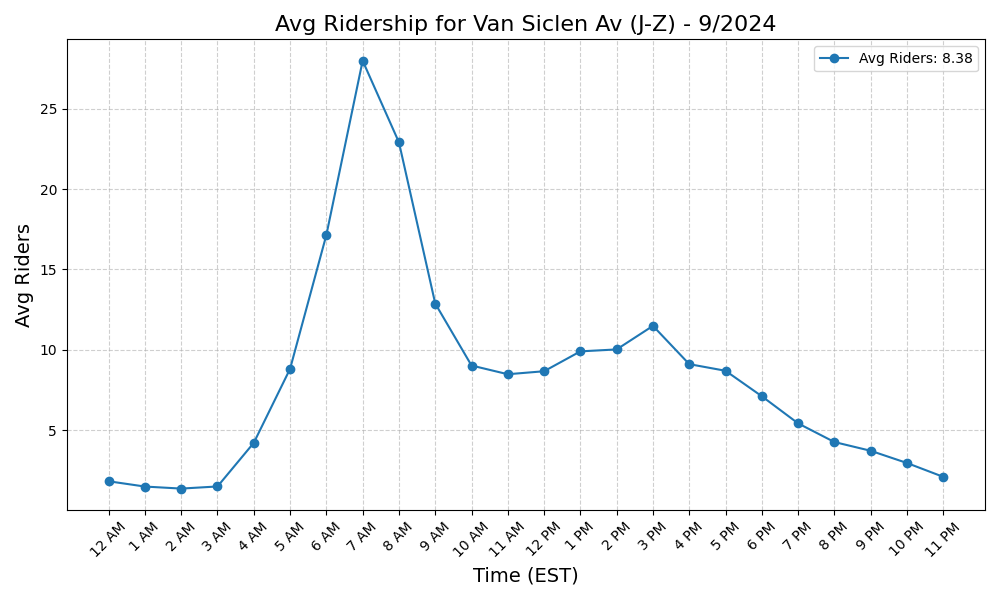 Avg Ridership for Van Siclen Av (J-Z) - 9/2024
Avg Riders: 8.38
Avg Riders
25
20
15
10
5
12 AM
1 AM
2 AM
3 AM
4 AM
5 AM
6 AM
7 AM
8 AM
9 AM
10 AM
11 AM
12 PM
1 PM
2 PM
3 PM
4 PM
5 PM
6 PM
7 PM
8 PM
9 PM
10 PM
11 PM
Time (EST)